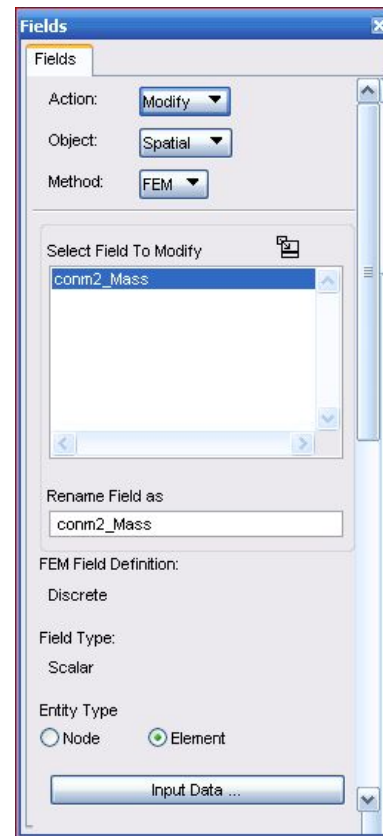 Fields
Fields
Action: Modify
Object: Spatial
Method: FEM
Select Field To Modify
conm2_Mass
Rename Field as
conm2_Mass
FEM Field Definition:
Discrete
Field Type:
Scalar
Entity Type
Node Element
Input Data ...